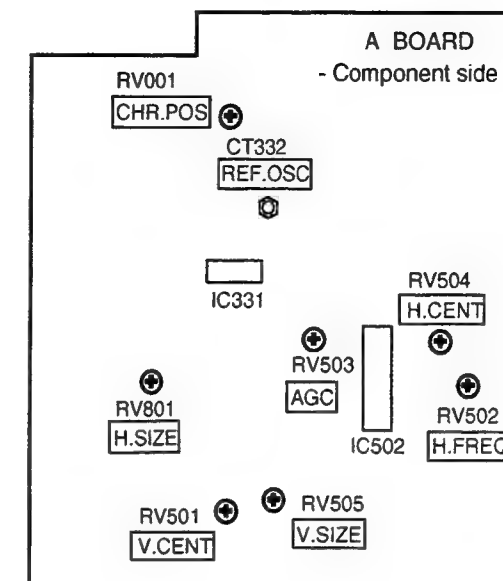 A BOARD
- Component side
RV001
CHR.POS
CT332
REF.OSC
IC331
RV504
H.CENT
RV503
AGC
RV801
H.SIZE
IC502
RV502
H.FREQ
RV501
V.CENT
RV505
V.SIZE